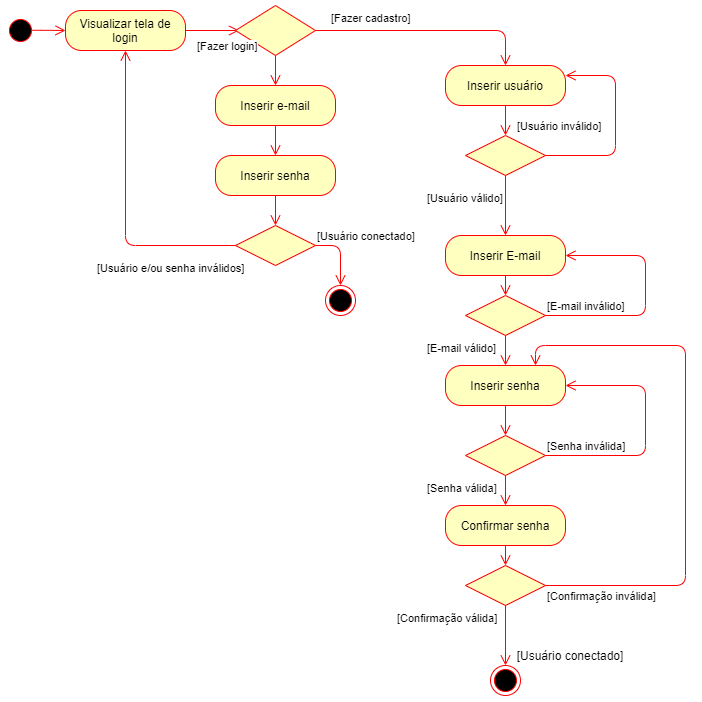 Visualizar tela de
login
[Fazer cadastro]
[Fazer login]
Inserir e-mail
Inserir senha
[Usuário conectado]
[Usuário e/ou senha inválidos]
Inserir usuário
[Usuário inválido]
[Usuário válido]
Inserir E-mail
[E-mail inválido]
[E-mail válido]
Inserir senha
[Senha inválida]
[Senha válida]
Confirmar senha
[Confirmação inválida]
[Confirmação válida]
[Usuário conectado]